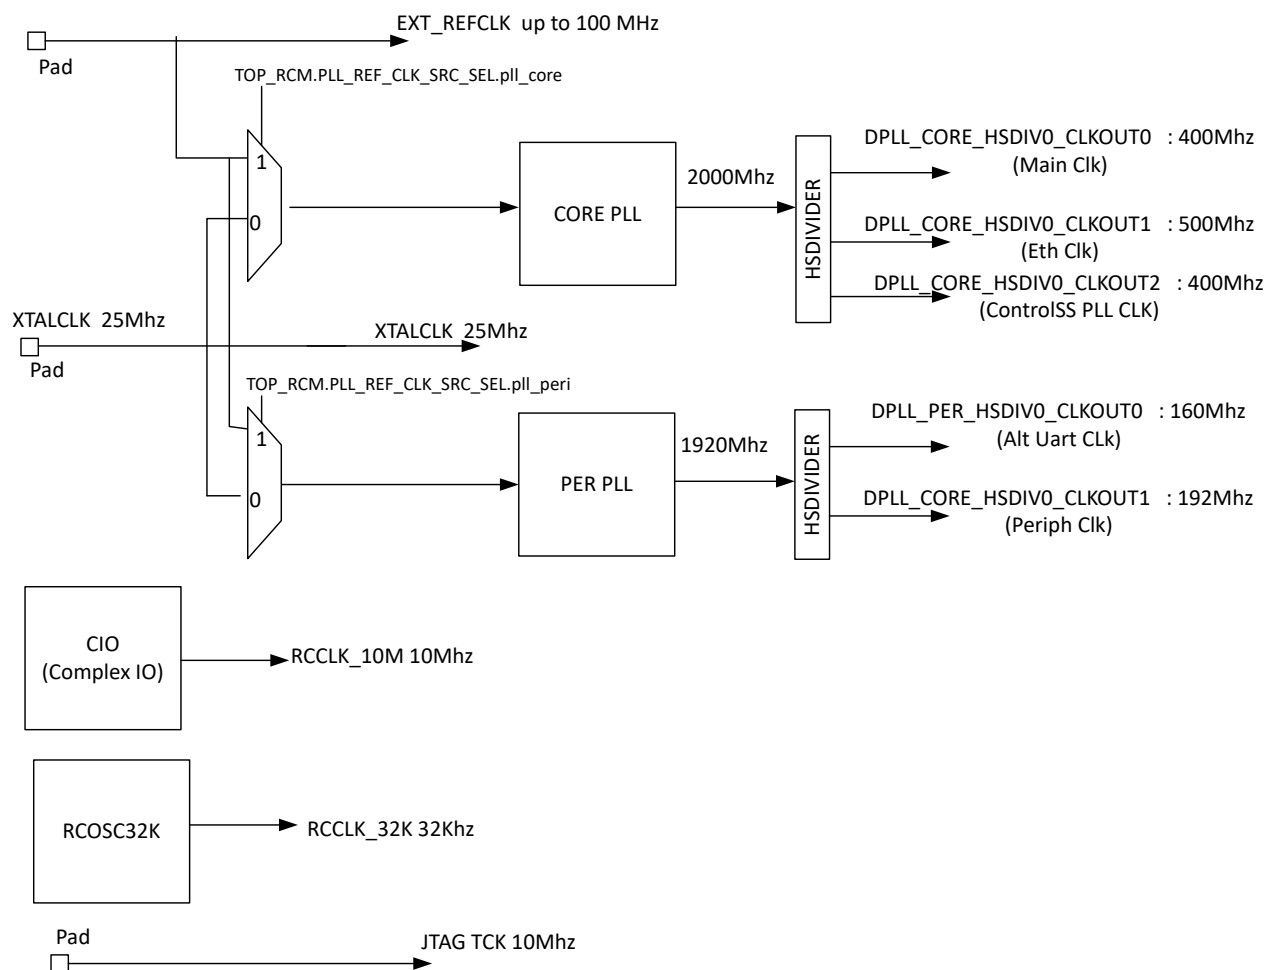 EXT_REFCLK up to 100 MHz
Pad
TOP_RCM.PLL_REF_CLK_SRC_SEL.pll_core
1
0
CORE PLL
2000Mhz
HSDIVIDER
DPLL_CORE_HSDIV0_CLKOUT0 : 400Mhz
(Main Clk)
DPLL_CORE_HSDIV0_CLKOUT1 : 500Mhz
(Eth Clk)
DPLL_CORE_HSDIV0_CLKOUT2 : 400Mhz
(ControlSS PLL CLK)
XTALCLK 25Mhz
Pad
XTALCLK 25Mhz
TOP_RCM.PLL_REF_CLK_SRC_SEL.pll_peri
1
0
PER PLL
1920Mhz
HSDIVIDER
DPLL_PER_HSDIV0_CLKOUT0 : 160Mhz
(Alt Uart CLk)
DPLL_CORE_HSDIV0_CLKOUT1 : 192Mhz
(Periph Clk)
CIO
(Complex IO)
RCCLK_10M 10Mhz
RCOSC32K
RCCLK_32K 32Khz
Pad
JTAG TCK 10Mhz